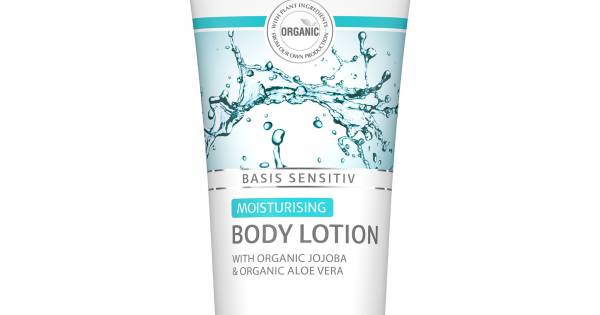 WITH PLANT INGREDIENTS
ORGANIC
FROM OUR OWN PRODUCTION
BASIS SENSITIV
MOISTURISING
BODY LOTION
WITH ORGANIC JOJOBA
& ORGANIC ALOE VERA